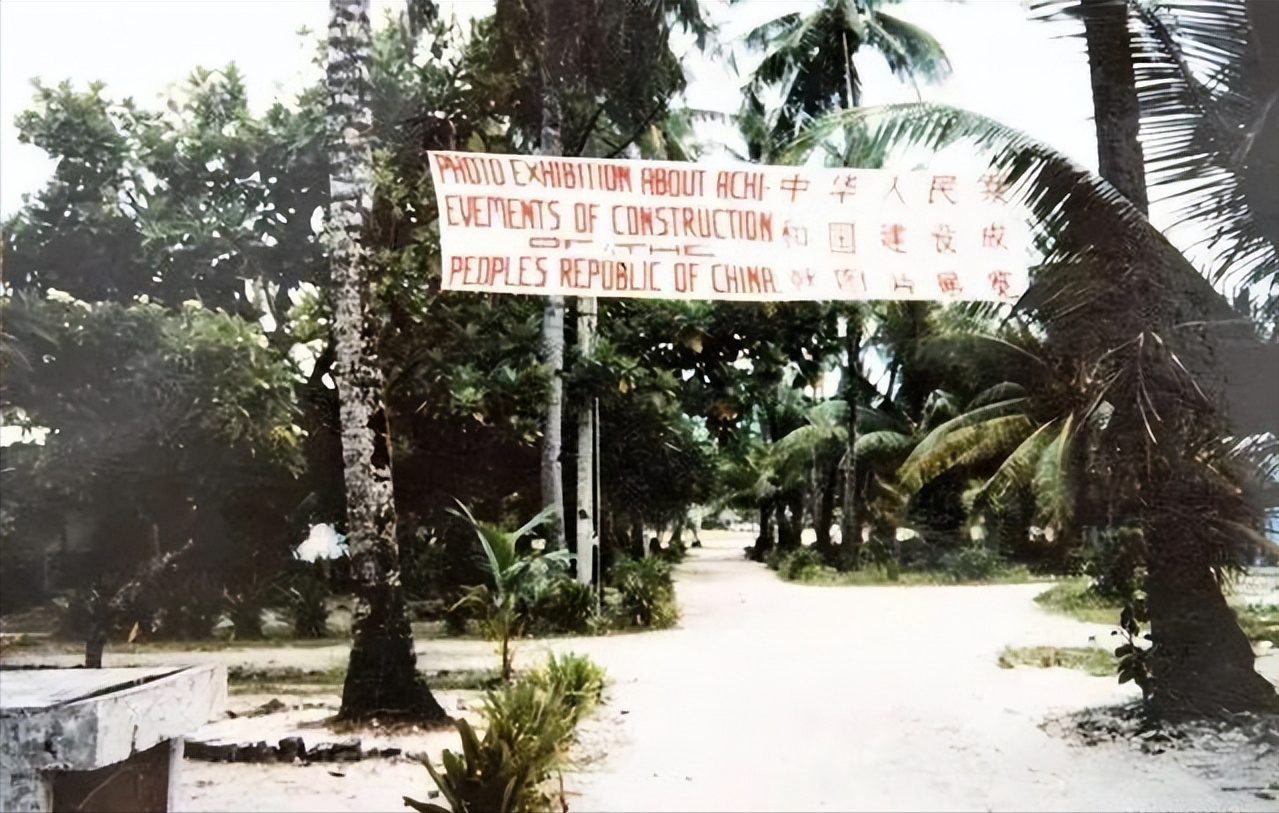 PHOTO EXHIBITION ABOUT ACHI-
EVEMENTS OF CONSTRUCTION
OF THE
PEOPLES REPUBLIC OF CHINA
中华人民共
和国建设成
就图片展览